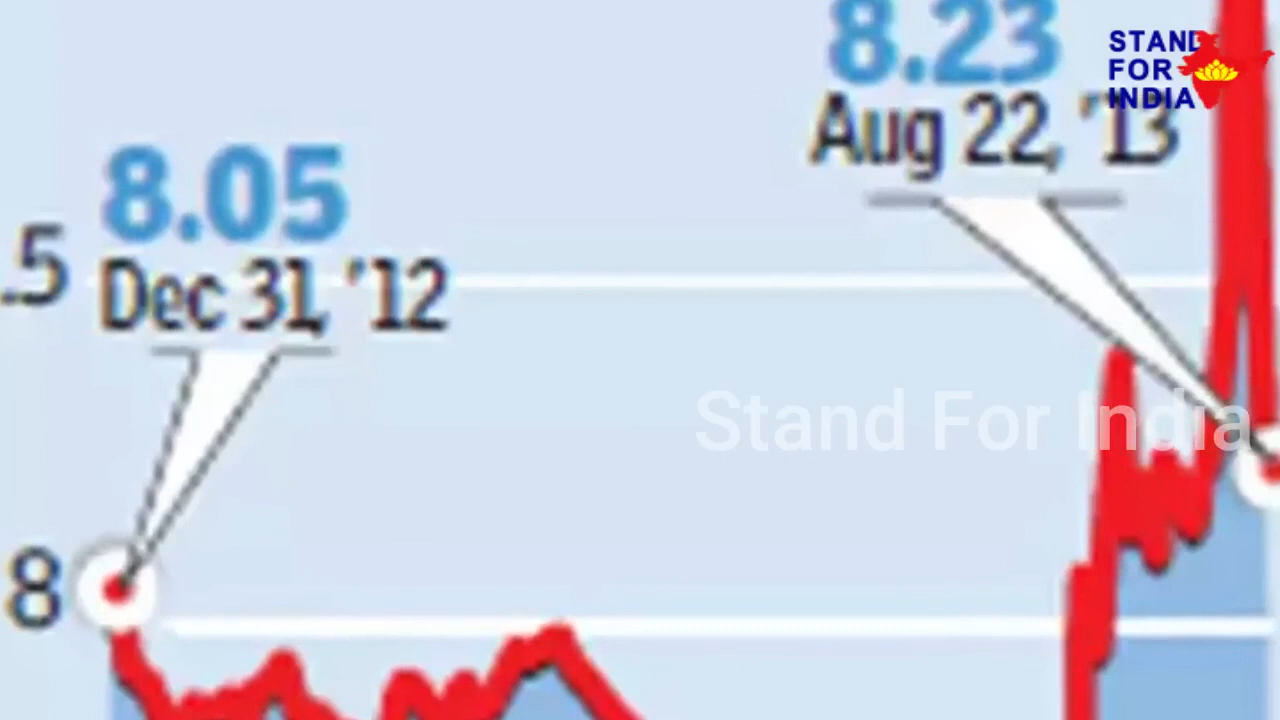 8.23
Aug 22, '13
STAND
FOR
INDIA
8.05
Dec 31, '12
.5
Stand For India
8